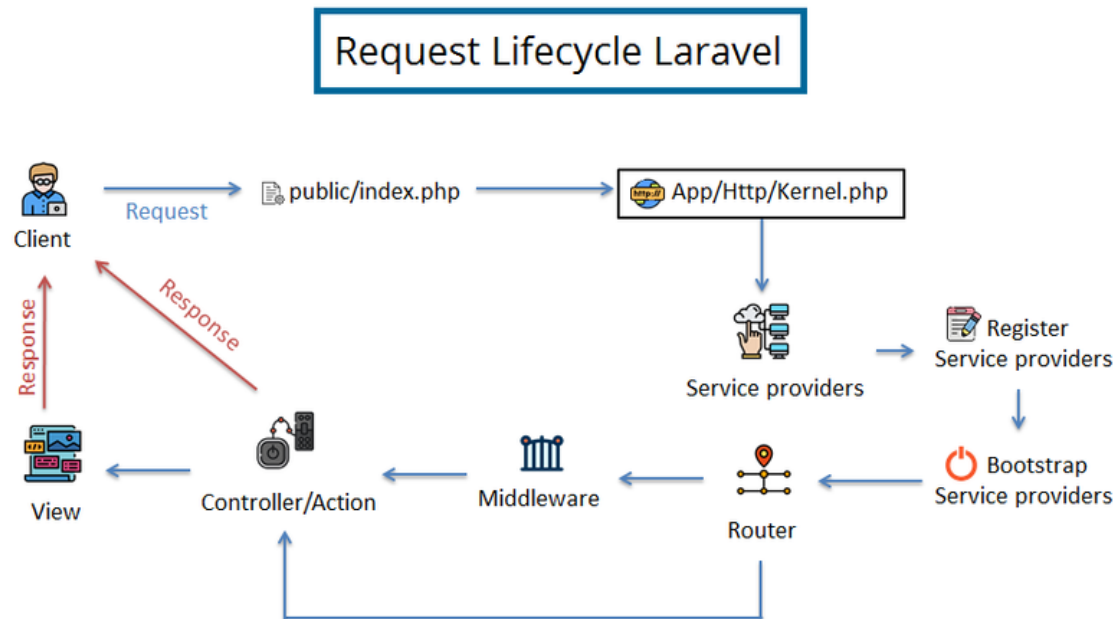 Request Lifecycle Laravel
Client
Request
public/index.php
http://
App/Http/Kernel.php
Service providers
Register
Service providers
Bootstrap
Service providers
Router
Middleware
Controller/Action
View
Response
Response